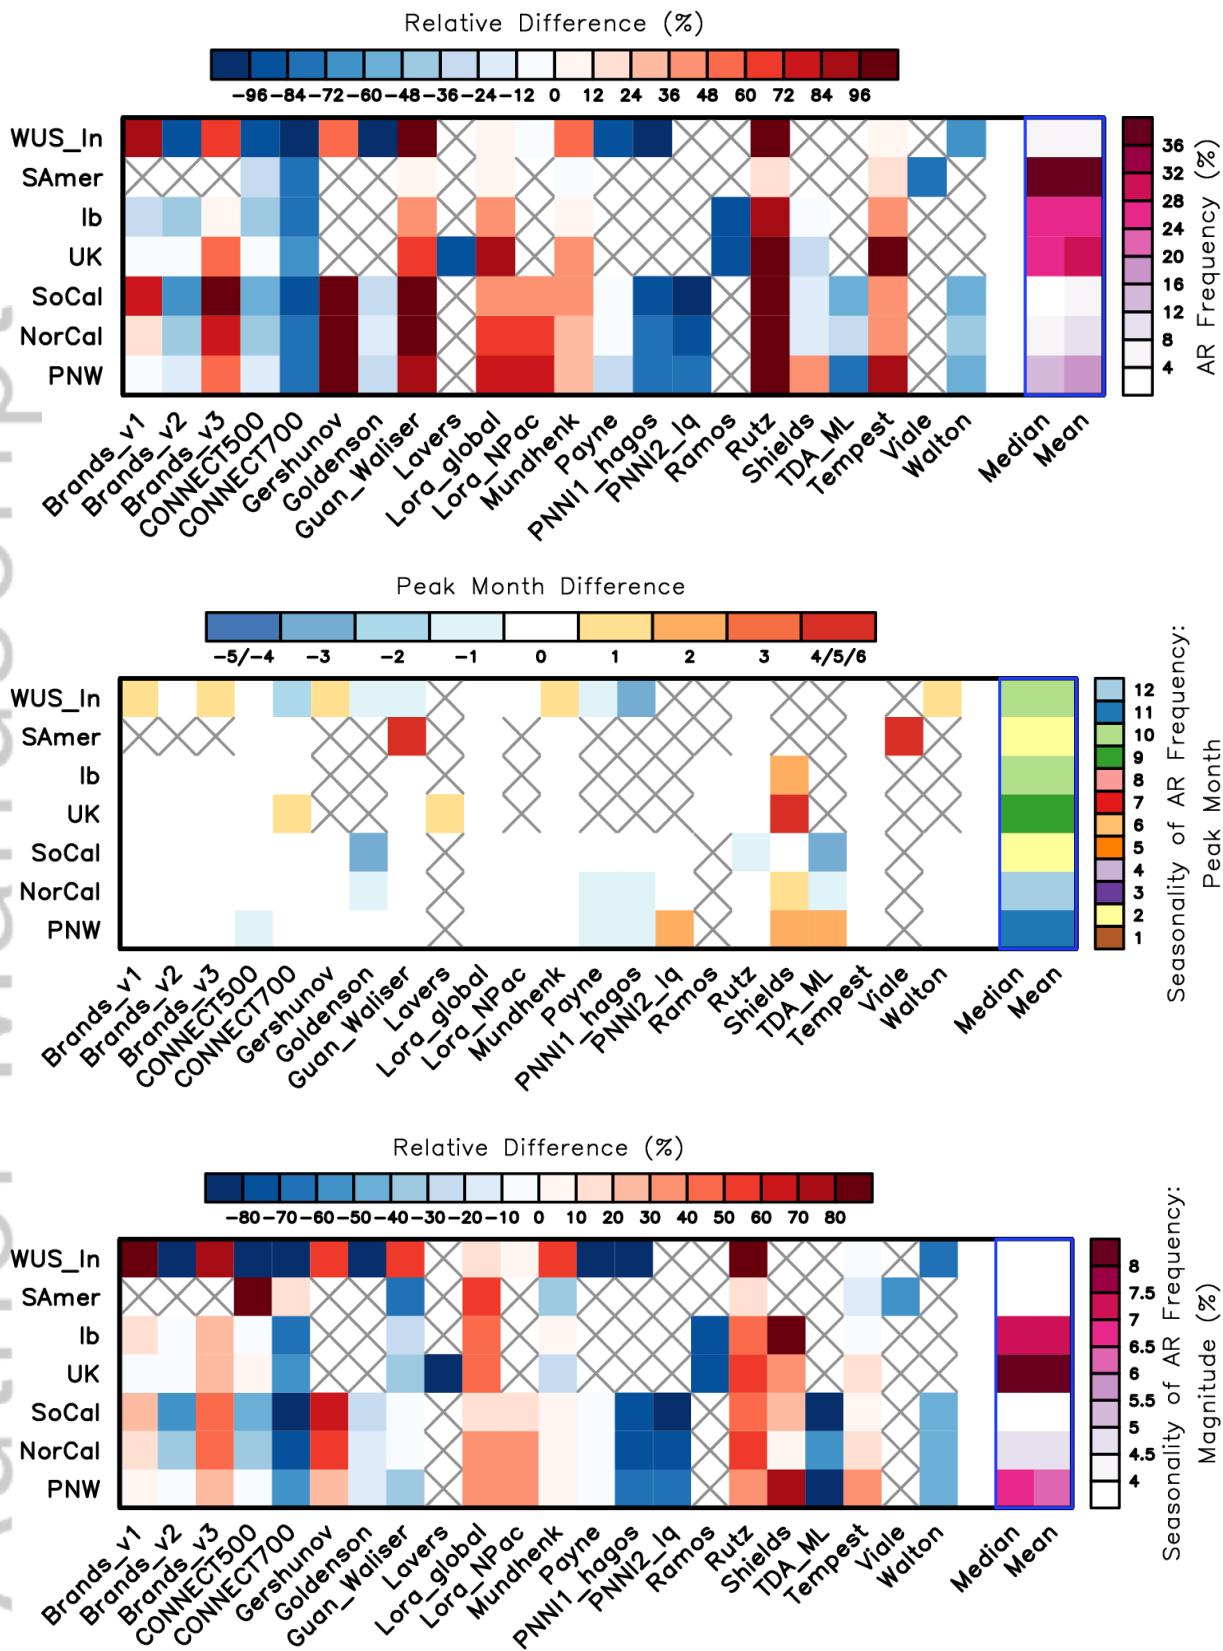 Relative Difference (%)
-96 -84 -72 -60 -48 -36 -24 -12 0 12 24 36 48 60 72 84 96
WUS_In
SAmer
Ib
UK
SoCal
NorCal
PNW
36
32
28
24
20
16
12
8
4
AR Frequency (%)
Brands_v1
Brands_v2
Brands_v3
CONNECT500
CONNECT700
Gershunov
Goldenson
Guan_Waliser
Lavers
Lora_global
Lora_NPac
Mundhenk
Payne
PNNl1_hagos
PNNl2_lq
Ramos
Rutz
Shields
TDA_ML
Tempest
Viale
Walton
Median
Mean
Peak Month Difference
-5/-4 -3 -2 -1 0 1 2 3 4/5/6
WUS_In
SAmer
Ib
UK
SoCal
NorCal
PNW
12
11
10
9
8
7
6
5
4
3
2
1
Seasonality of AR Frequency:
Peak Month
Brands_v1
Brands_v2
Brands_v3
CONNECT500
CONNECT700
Gershunov
Goldenson
Guan_Waliser
Lavers
Lora_global
Lora_NPac
Mundhenk
Payne
PNNl1_hagos
PNNl2_lq
Ramos
Rutz
Shields
TDA_ML
Tempest
Viale
Walton
Median
Mean
Relative Difference (%)
-80 -70 -60 -50 -40 -30 -20 -10 0 10 20 30 40 50 60 70 80
WUS_In
SAmer
Ib
UK
SoCal
NorCal
PNW
8
7.5
7
6.5
6
5.5
5
4.5
4
Seasonality of AR Frequency:
Magnitude (%)
Brands_v1
Brands_v2
Brands_v3
CONNECT500
CONNECT700
Gershunov
Goldenson
Guan_Waliser
Lavers
Lora_global
Lora_NPac
Mundhenk
Payne
PNNl1_hagos
PNNl2_lq
Ramos
Rutz
Shields
TDA_ML
Tempest
Viale
Walton
Median
Mean